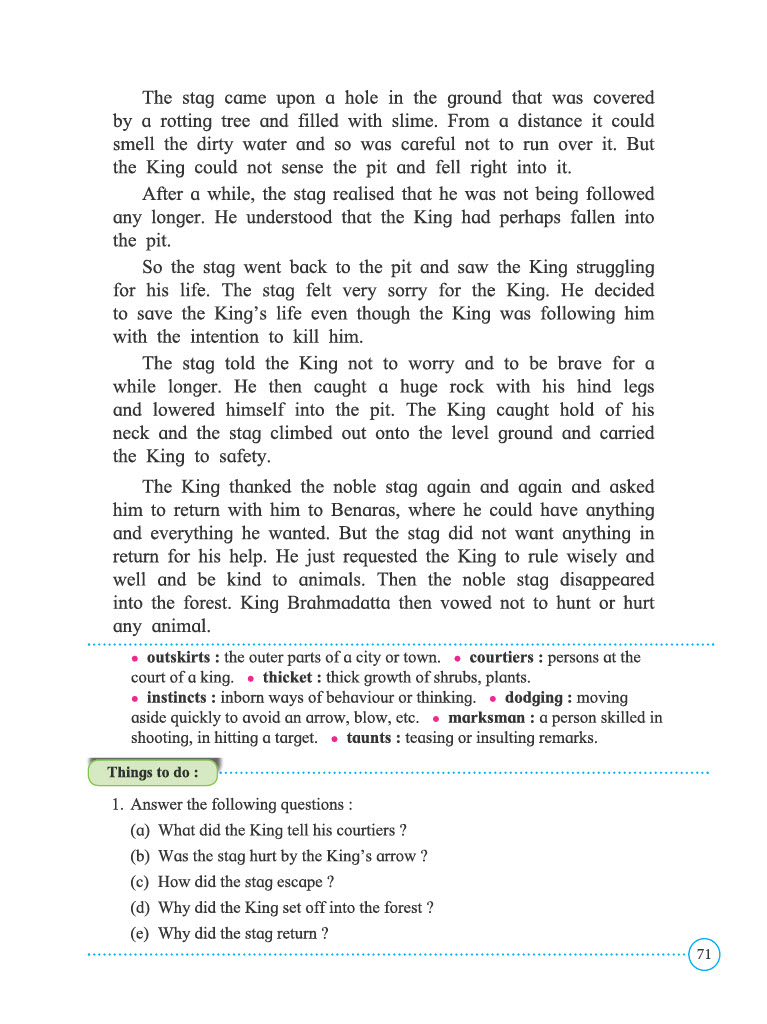 The stag came upon a hole in the ground that was covered
by a rotting tree and filled with slime. From a distance it could
smell the dirty water and so was careful not to run over it. But
the King could not sense the pit and fell right into it.
After a while, the stag realised that he was not being followed
any longer. He understood that the King had perhaps fallen into
the pit.
So the stag went back to the pit and saw the King struggling
for his life. The stag felt very sorry for the King. He decided
to save the King's life even though the King was following him
with the intention to kill him.
The stag told the King not to worry and to be brave for a
while longer. He then caught a huge rock with his hind legs
and lowered himself into the pit. The King caught hold of his
neck and the stag climbed out onto the level ground and carried
the King to safety.
The King thanked the noble stag again and again and asked
him to return with him to Benaras, where he could have anything
and everything he wanted. But the stag did not want anything in
return for his help. He just requested the King to rule wisely and
well and be kind to animals. Then the noble stag disappeared
into the forest. King Brahmadatta then vowed not to hunt or hurt
any animal.
• outskirts : the outer parts of a city or town. • courtiers : persons at the
court of a king. • thicket : thick growth of shrubs, plants.
• instincts : inborn ways of behaviour or thinking. • dodging : moving
aside quickly to avoid an arrow, blow, etc. • marksman : a person skilled in
shooting, in hitting a target. • taunts : teasing or insulting remarks.
Things to do :
1. Answer the following questions :
(a) What did the King tell his courtiers ?
(b) Was the stag hurt by the King's arrow ?
(c) How did the stag escape ?
(d) Why did the King set off into the forest ?
(e) Why did the stag return ?
71